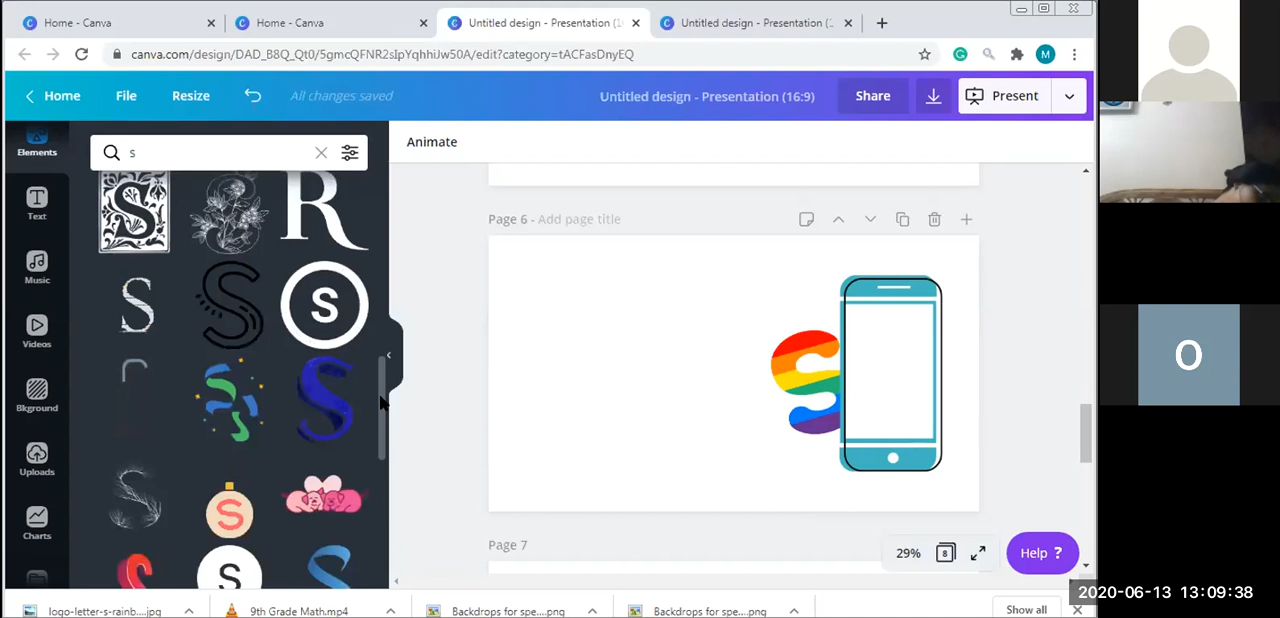 Home - Canva
Home - Canva
Untitled design - Presentation (1
Untitled design - Presentation (1
canva.com/design/DAD_B8Q_Qt0/5gmcQFNR2sIpYqhhiJw50A/edit?category=tACFasDnyEQ
M
Home
File
Resize
All changes saved
Untitled design - Presentation (16:9)
Share
Present
Elements
s
Animate
Text
Music
Videos
Bkground
Uploads
Charts
S
R
S
S
S
S
S
S
S
S
S
Page 6 - Add page title
S
Page 7
29%
8
Help ?
O
2020-06-13 13:09:38
logo-letter-s-rainb....jpg
9th Grade Math.mp4
Backdrops for spe....png
Backdrops for spe....png
Show all